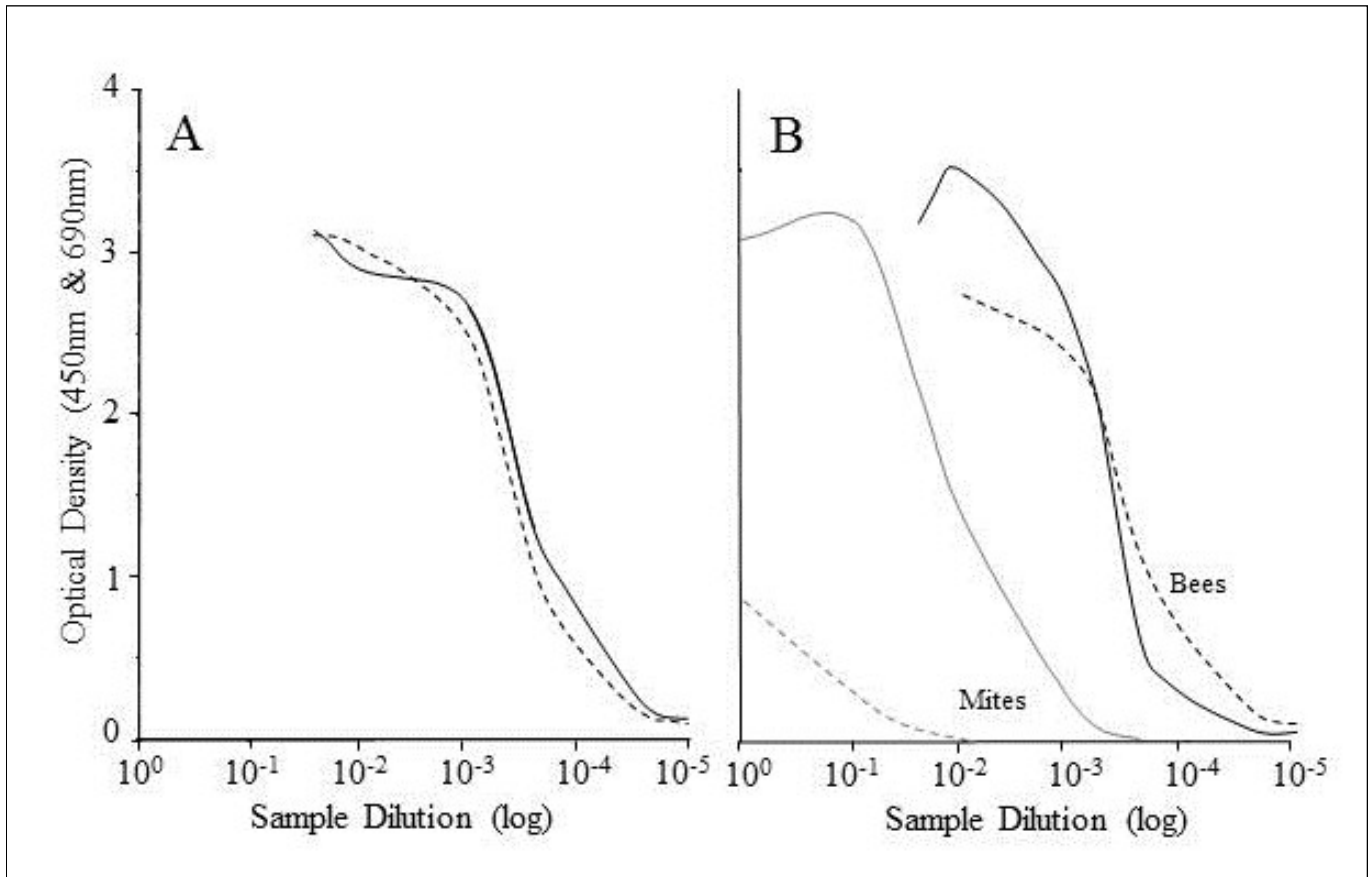 A
B
4
3
2
1
0
Optical Density (450nm & 690nm)
Bees
Mites
10⁰ 10⁻¹ 10⁻² 10⁻³ 10⁻⁴ 10⁻⁵
Sample Dilution (log)
10⁰ 10⁻¹ 10⁻² 10⁻³ 10⁻⁴ 10⁻⁵
Sample Dilution (log)